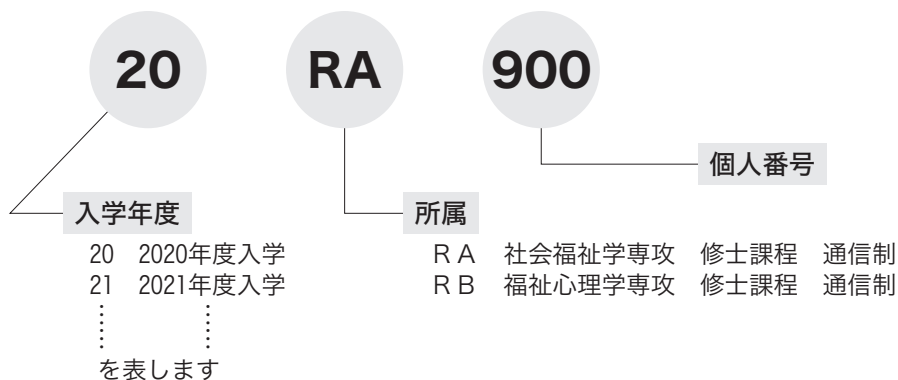 20 RA 900
個人番号
入学年度 所属
20 2020年度入学 ＲＡ 社会福祉学専攻 修士課程 通信制
21 2021年度入学 ＲＢ 福祉心理学専攻 修士課程 通信制
⋮ ⋮
を表します